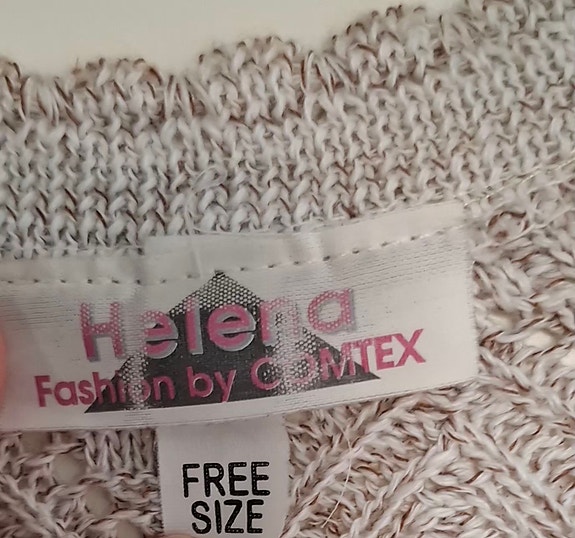 Helena
Fashion by COMTEX
FREE
SIZE